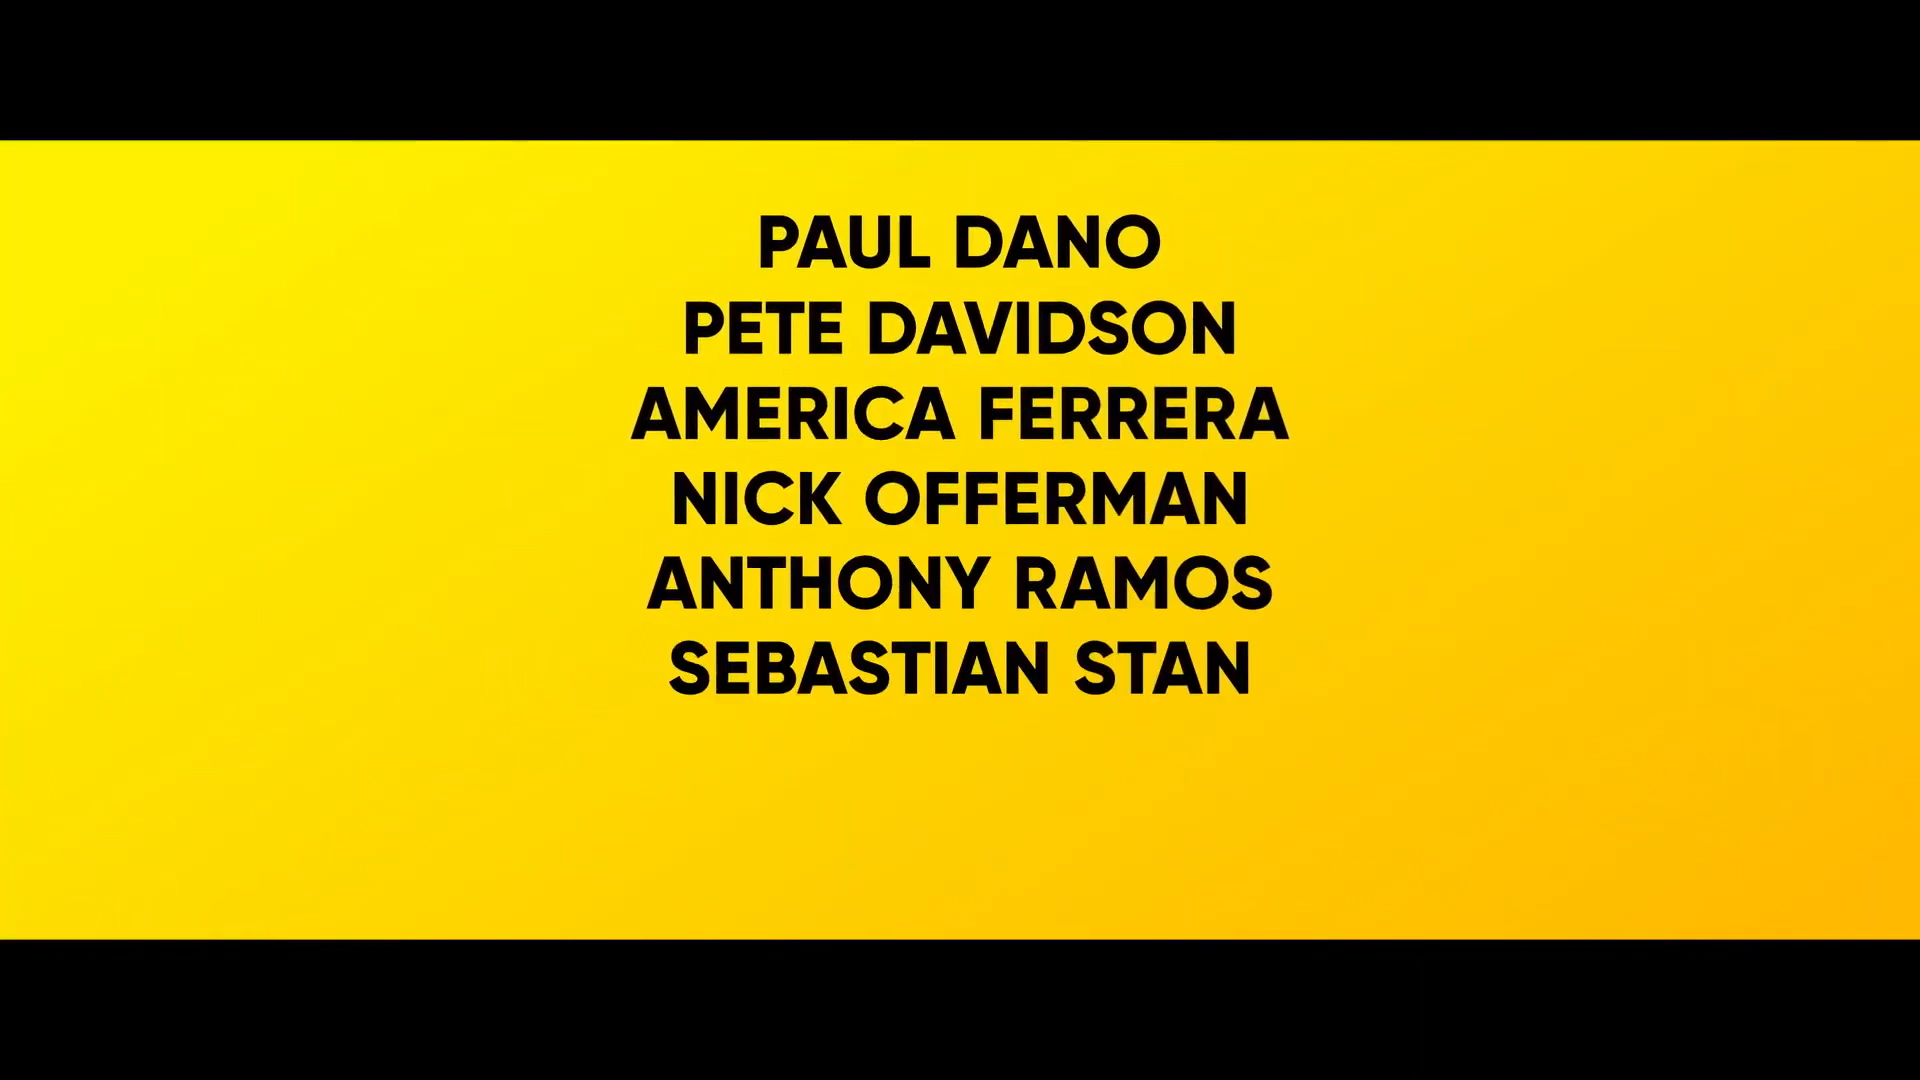 PAUL DANO
PETE DAVIDSON
AMERICA FERRERA
NICK OFFERMAN
ANTHONY RAMOS
SEBASTIAN STAN